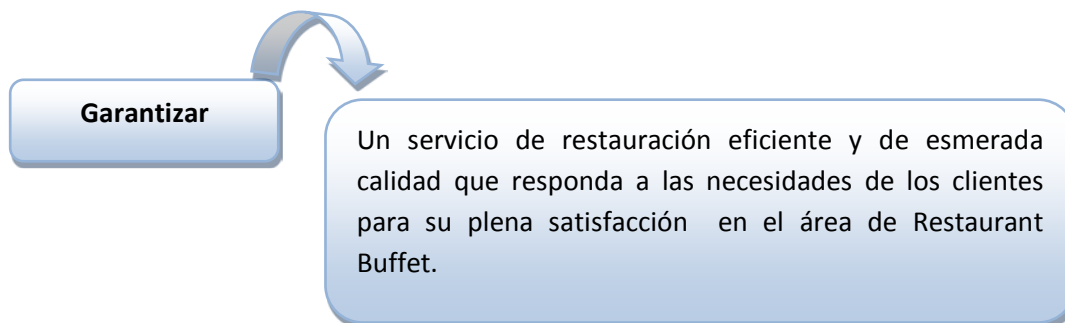 Garantizar
Un servicio de restauración eficiente y de esmerada
calidad que responda a las necesidades de los clientes
para su plena satisfacción en el área de Restaurant
Buffet.